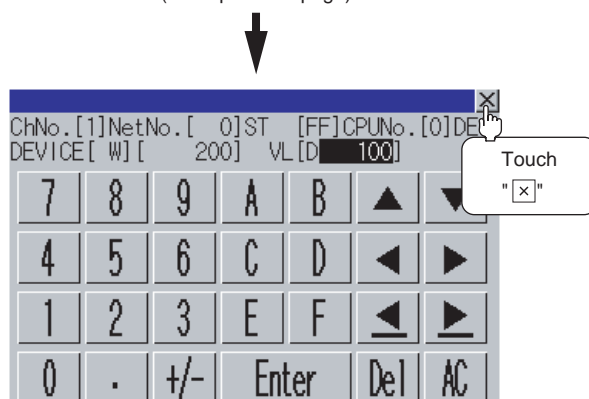 ChNo.[1]NetNo.[ 0]ST [FF]CPUNo.[0]DE
DEVICE[ W][ 200] VL[D 100]
Touch
"×"
7 8 9 A B ▲ ▼
4 5 6 C D ◀ ▶
1 2 3 E F ◀ ▶
0 . +/- Enter Del AC